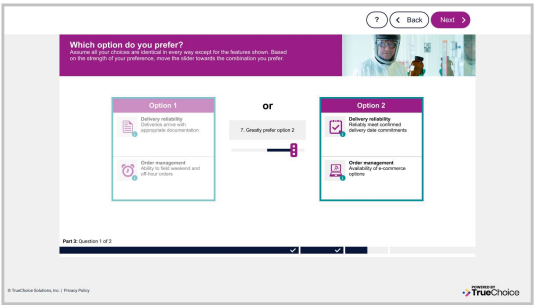 ?
Back
Next
Which option do you prefer?
Assume all your choices are identical in every way except for the features shown. Based
on the strength of your preference, move the slider towards the combination you prefer.
Option 1
Delivery reliability
Deliveries arrive with
appropriate documentation
Order management
Ability to field weekend and
off-hour orders
or
7. Greatly prefer option 2
Option 2
Delivery reliability
Reliably meet confirmed
delivery date commitments
Order management
Availability of e-commerce
options
Part 3: Question 1 of 2
© TrueChoice Solutions, Inc. | Privacy Policy
POWERED BY
TrueChoice